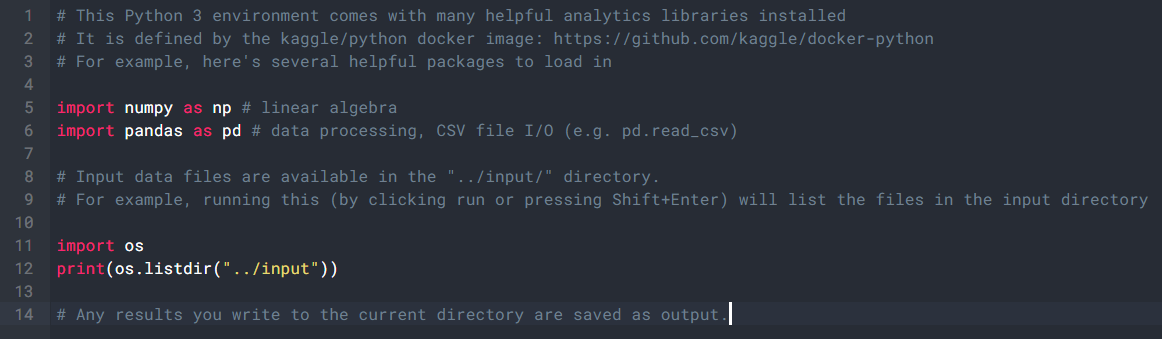 1 # This Python 3 environment comes with many helpful analytics libraries installed
2 # It is defined by the kaggle/python docker image: https://github.com/kaggle/docker-python
3 # For example, here's several helpful packages to load in
4
5 import numpy as np # linear algebra
6 import pandas as pd # data processing, CSV file I/O (e.g. pd.read_csv)
7
8 # Input data files are available in the "../input/" directory.
9 # For example, running this (by clicking run or pressing Shift+Enter) will list the files in the input directory
10
11 import os
12 print(os.listdir("../input"))
13
14 # Any results you write to the current directory are saved as output.